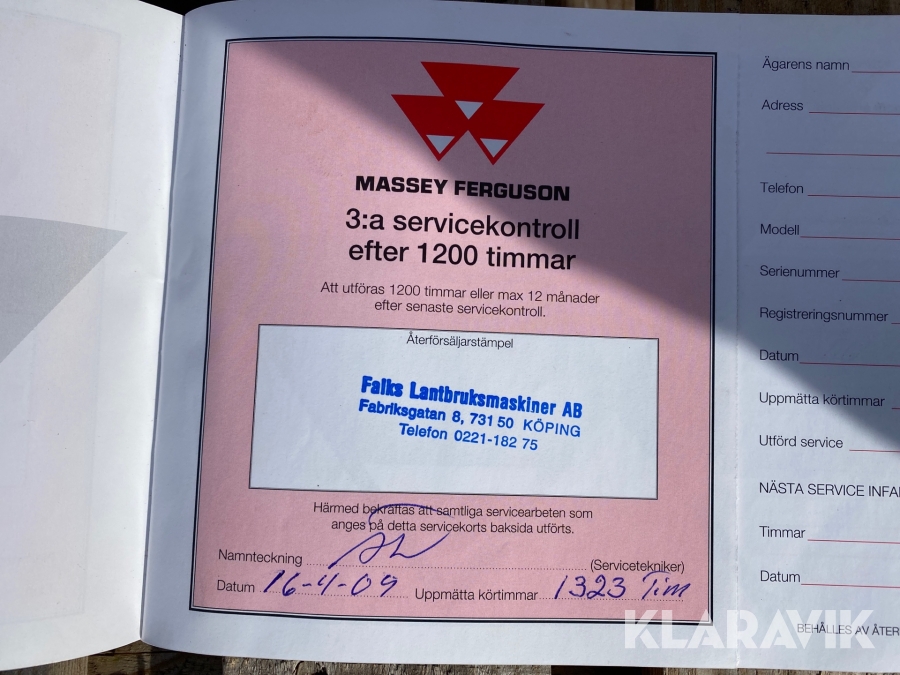 MASSEY FERGUSON
3:a servicekontroll
efter 1200 timmar
Att utföras 1200 timmar eller max 12 månader
efter senaste servicekontroll.
Återförsäljarstämpel
Falks Lantbruksmaskiner AB
Fabriksgatan 8, 731 50 KÖPING
Telefon 0221-182 75
Härmed bekräftas att samtliga servicearbeten som
anges på detta servicekorts baksida utförts.
Namnteckning (Servicetekniker)
Datum 16-4-09 Uppmätta körtimmar 1323 Tim
Ägarens namn
Adress
Telefon
Modell
Serienummer
Registreringsnummer
Datum
Uppmätta körtimmar
Utförd service
NÄSTA SERVICE INFA
Timmar
Datum
BEHÅLLES AV ÅTER
KLARAVIK